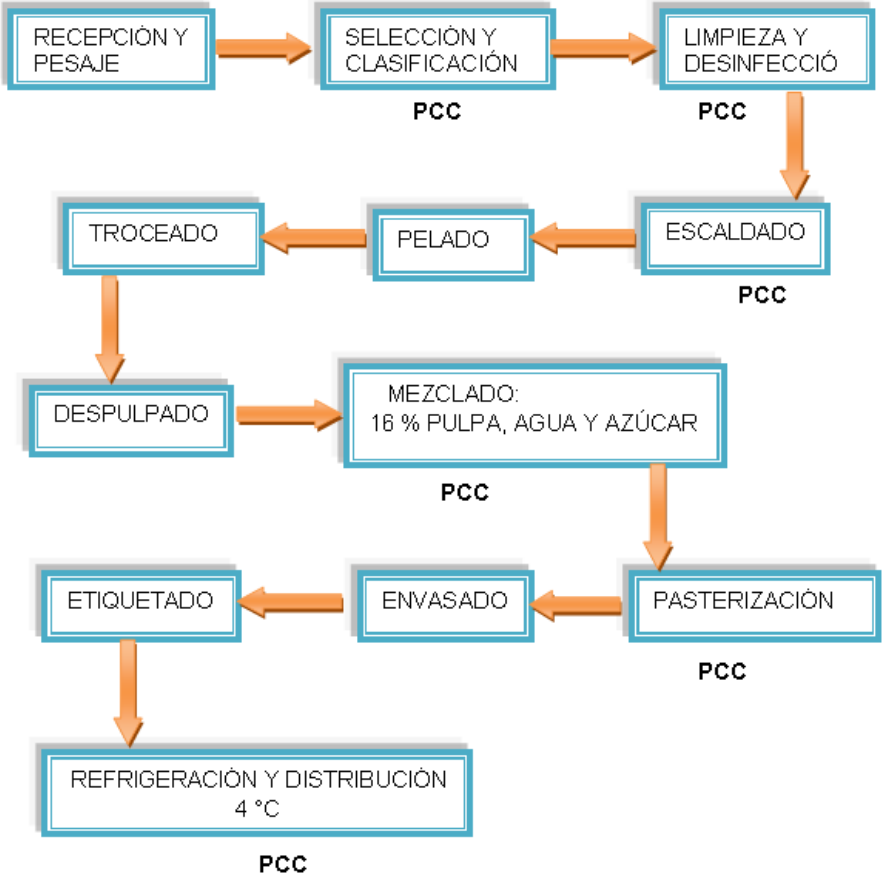 RECEPCIÓN Y
PESAJE
SELECCIÓN Y
CLASIFICACIÓN
PCC
LIMPIEZA Y
DESINFECCIÓ
PCC
ESCALDADO
PCC
PELADO
TROCEADO
DESPULPADO
MEZCLADO:
16 % PULPA, AGUA Y AZÚCAR
PCC
PASTERIZACIÓN
PCC
ENVASADO
ETIQUETADO
REFRIGERACIÓN Y DISTRIBUCIÓN
4 °C
PCC